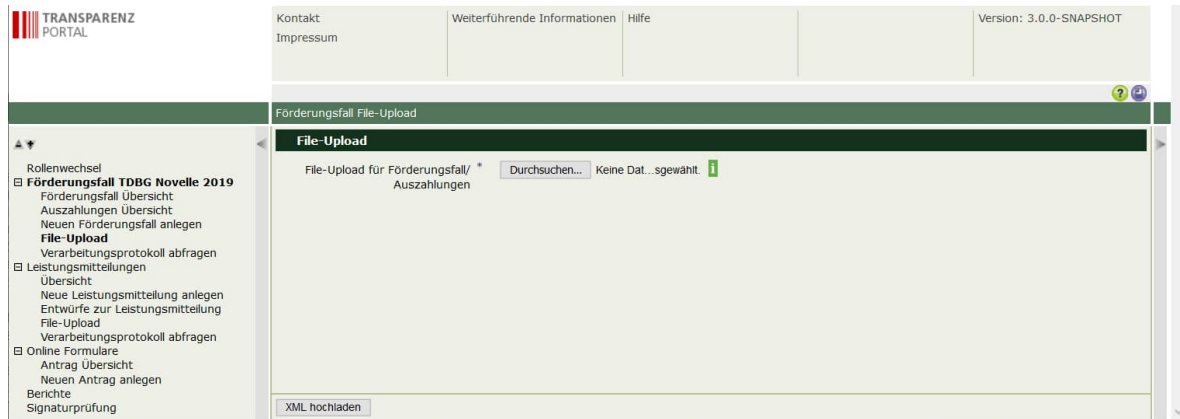 TRANSPARENZ
PORTAL
Kontakt
Impressum
Weiterführende Informationen
Hilfe
Version: 3.0.0-SNAPSHOT
Förderungsfall File-Upload
Rollenwechsel
Förderungsfall TDBG Novelle 2019
Förderungsfall Übersicht
Auszahlungen Übersicht
Neuen Förderungsfall anlegen
File-Upload
Verarbeitungsprotokoll abfragen
Leistungsmitteilungen
Übersicht
Neue Leistungsmitteilung anlegen
Entwürfe zur Leistungsmitteilung
File-Upload
Verarbeitungsprotokoll abfragen
Online Formulare
Antrag Übersicht
Neuen Antrag anlegen
Berichte
Signaturprüfung
File-Upload
File-Upload für Förderungsfall/ * Durchsuchen... Keine Dat...sgewählt. i
Auszahlungen
XML hochladen